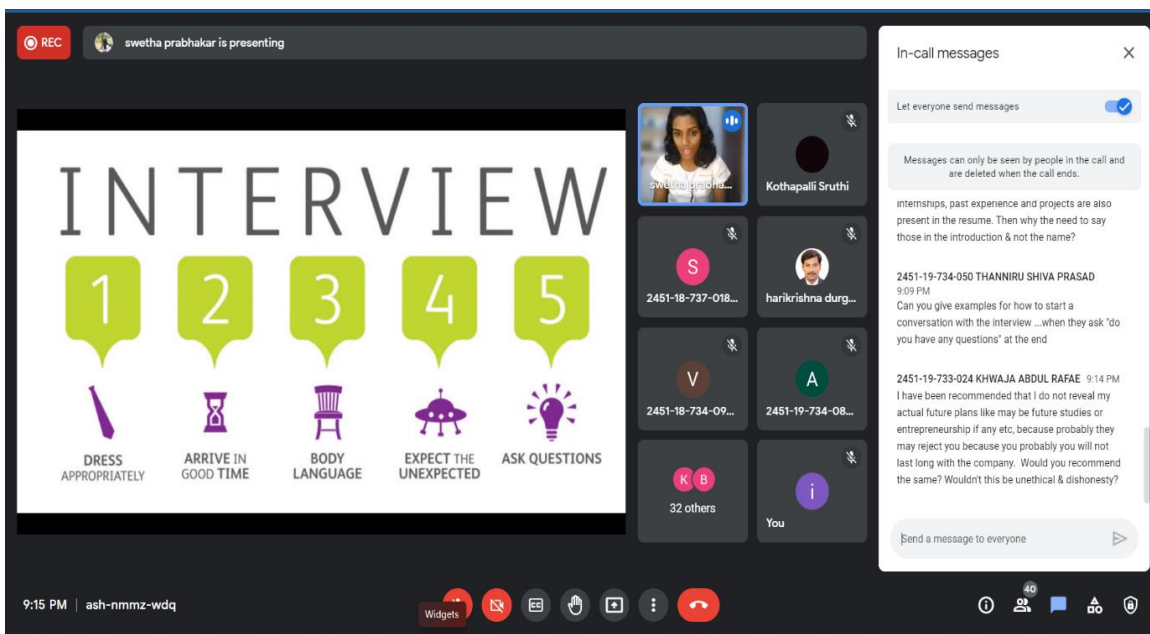 REC
swetha prabhakar is presenting
INTERVIEW
1 2 3 4 5
DRESS
APPROPRIATELY
ARRIVE IN
GOOD TIME
BODY
LANGUAGE
EXPECT THE
UNEXPECTED
ASK QUESTIONS
swetha prabha...
Kothapalli Sruthi
S
2451-18-737-018...
harikrishna durg...
V
2451-18-734-09...
A
2451-19-734-08...
K B
32 others
i
You
In-call messages
Let everyone send messages
Messages can only be seen by people in the call and
are deleted when the call ends.
internships, past experience and projects are also
present in the resume. Then why the need to say
those in the introduction & not the name?
2451-19-734-050 THANNIRU SHIVA PRASAD
9:09 PM
Can you give examples for how to start a
conversation with the interview ...when they ask "do
you have any questions" at the end
2451-19-733-024 KHWAJA ABDUL RAFAE 9:14 PM
I have been recommended that I do not reveal my
actual future plans like may be future studies or
entrepreneurship if any etc, because probably they
may reject you because you probably you will not
last long with the company. Would you recommend
the same? Wouldn't this be unethical & dishonesty?
Send a message to everyone
9:15 PM | ash-nmmz-wdq
Widgets
CC
40